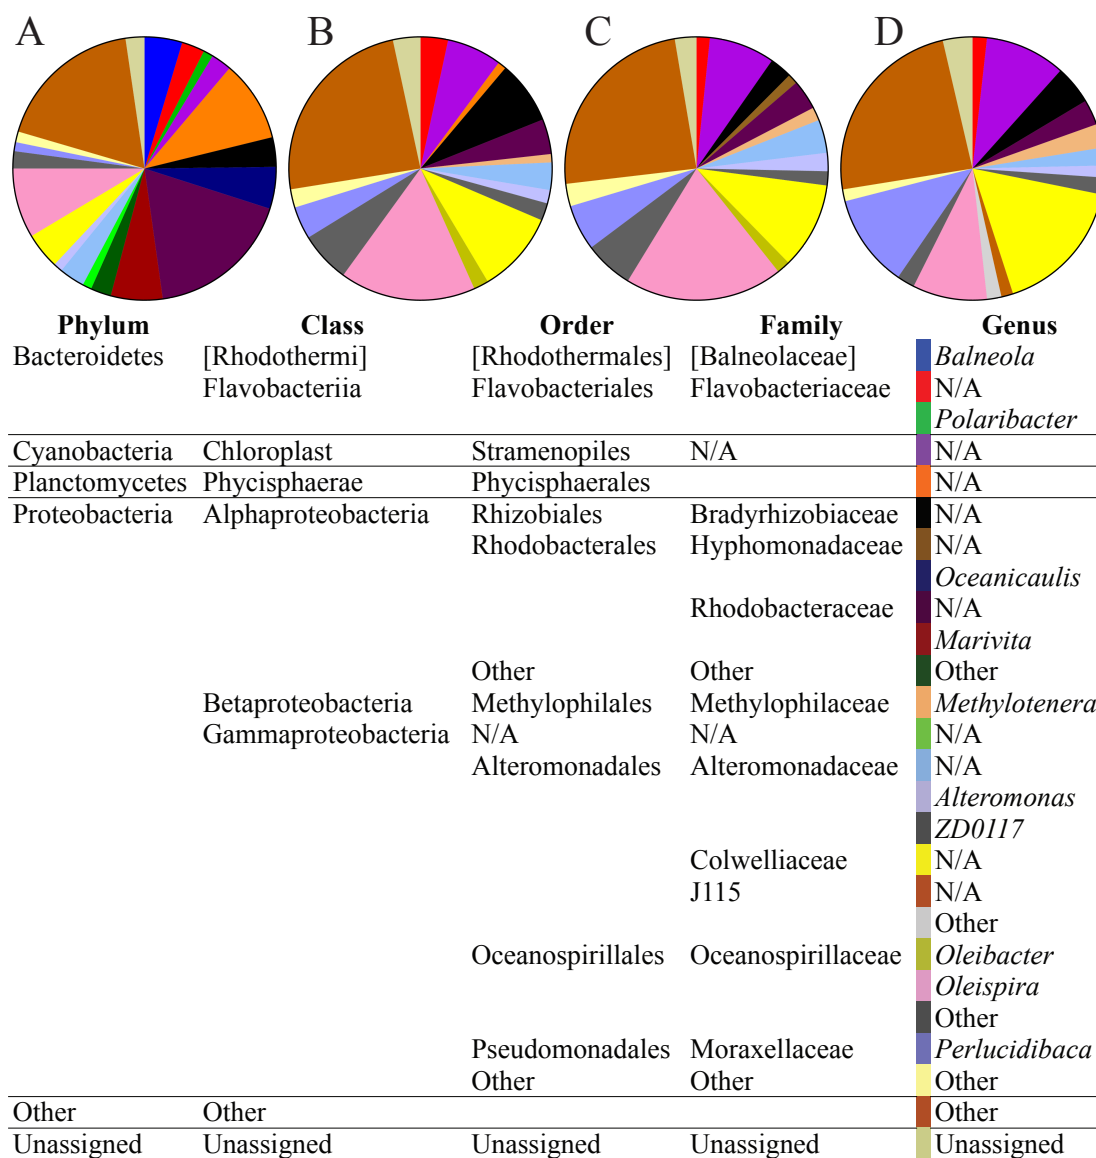 A B C D
Phylum Class Order Family Genus
Bacteroidetes [Rhodothermi] [Rhodothermales] [Balneolaceae] Balneola
Flavobacteriia Flavobacteriales Flavobacteriaceae N/A
Polaribacter
Cyanobacteria Chloroplast Stramenopiles N/A N/A
Planctomycetes Phycisphaerae Phycisphaerales N/A
Proteobacteria Alphaproteobacteria Rhizobiales Bradyrhizobiaceae N/A
Rhodobacterales Hyphomonadaceae N/A
Oceanicaulis
Rhodobacteraceae N/A
Marivita
Other Other Other
Betaproteobacteria Methylophilales Methylophilaceae Methylotenera
Gammaproteobacteria N/A N/A N/A
Alteromonadales Alteromonadaceae N/A
Alteromonas
ZD0117
Colwelliaceae N/A
J115 N/A
Other
Oceanospirillales Oceanospirillaceae Oleibacter
Oleispira
Other
Pseudomonadales Moraxellaceae Perlucidibaca
Other Other Other
Other Other Other
Unassigned Unassigned Unassigned Unassigned Unassigned